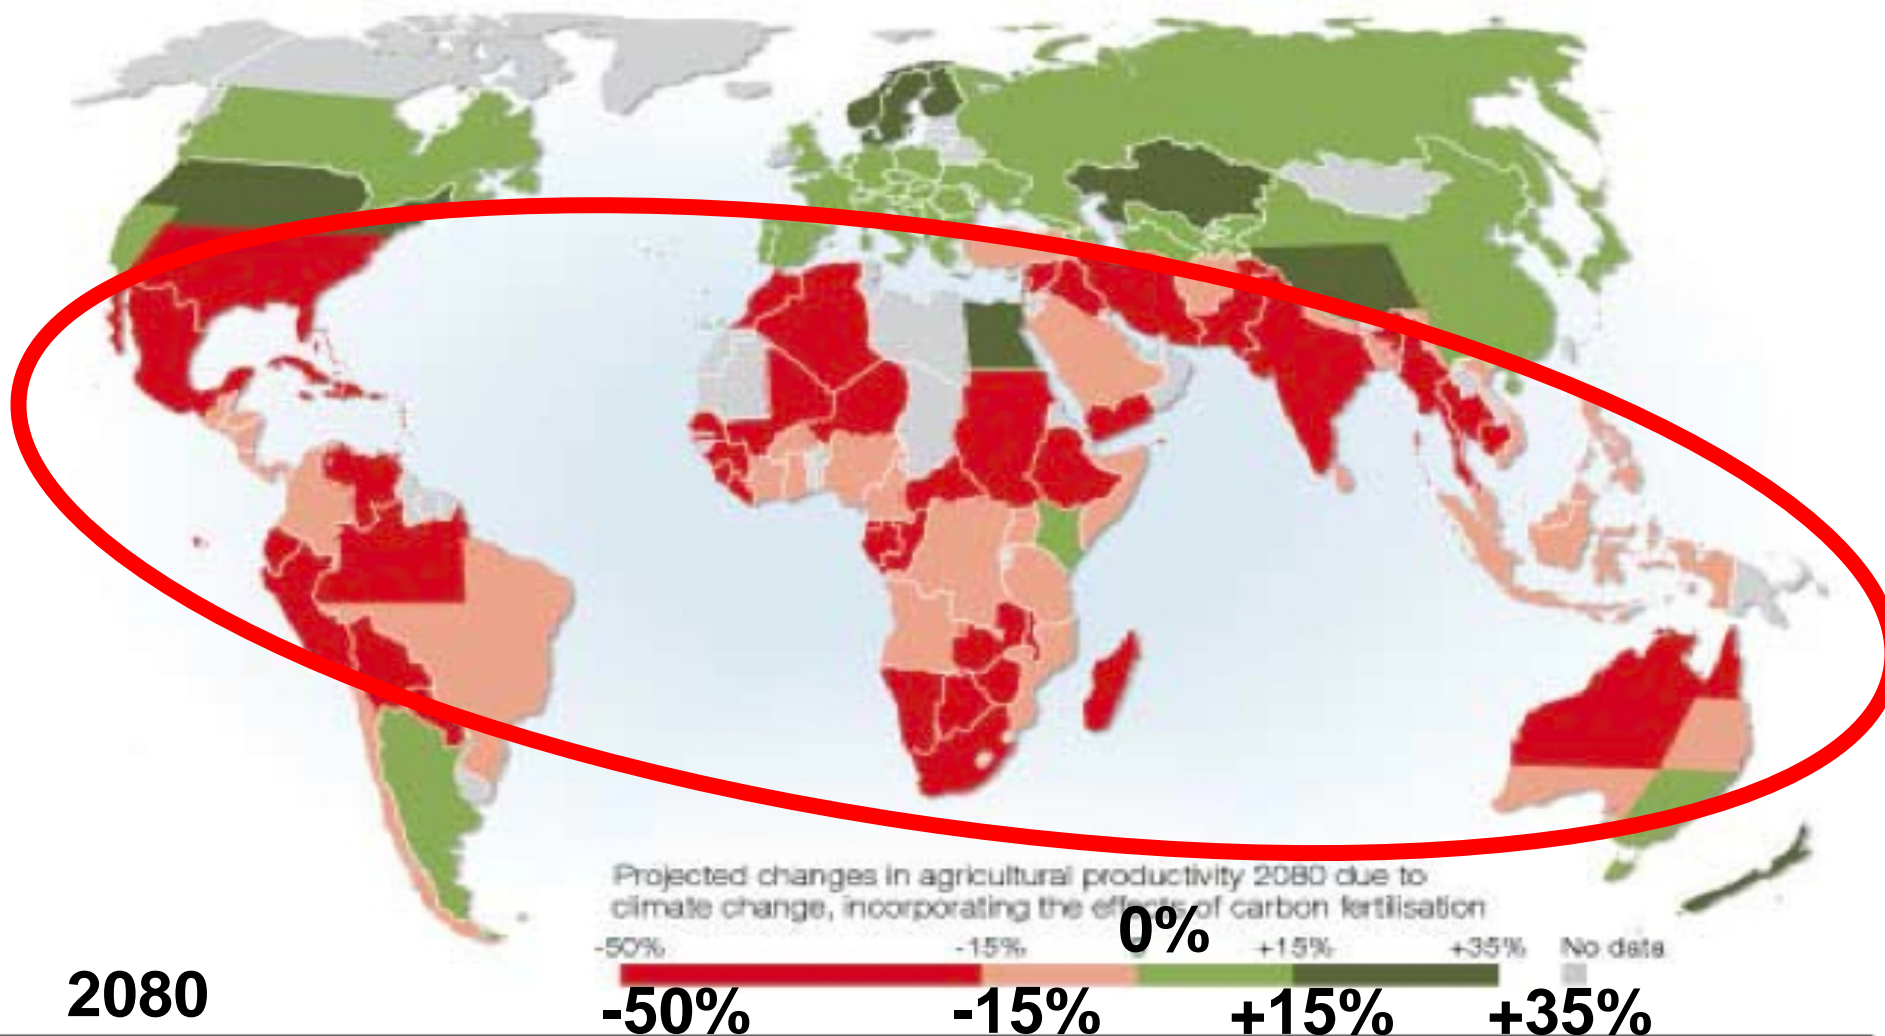 Projected changes in agricultural productivity 2080 due to
climate change, incorporating the effects of carbon fertilisation
0%
-50% -15% +15% +35% No data
2080
-50% -15% +15% +35%